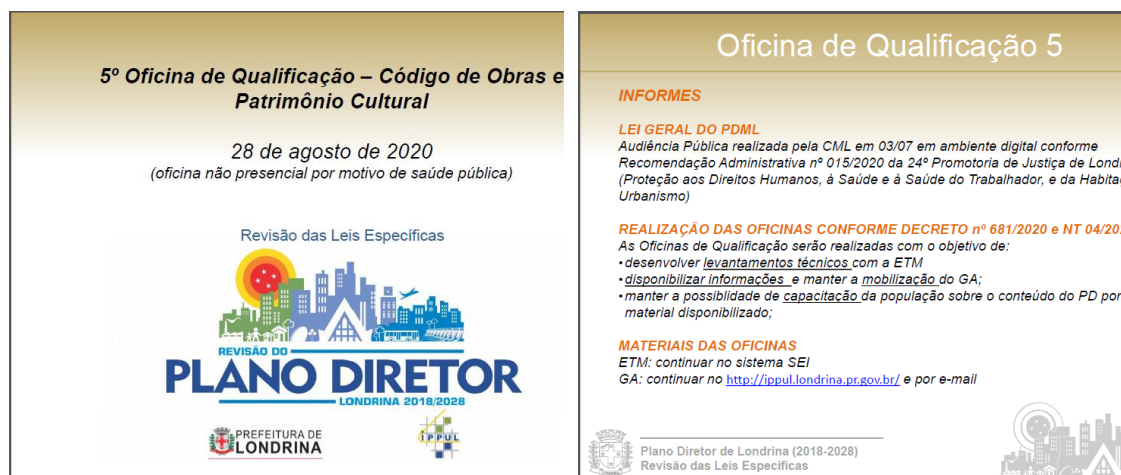 5º Oficina de Qualificação – Código de Obras e
Patrimônio Cultural
28 de agosto de 2020
(oficina não presencial por motivo de saúde pública)
Revisão das Leis Específicas
REVISÃO DO
PLANO DIRETOR
LONDRINA 2018/2028
PREFEITURA DE
LONDRINA
IPPUL
Oficina de Qualificação 5
INFORMES
LEI GERAL DO PDML
Audiência Pública realizada pela CML em 03/07 em ambiente digital conforme
Recomendação Administrativa nº 015/2020 da 24º Promotoria de Justiça de Londri
(Proteção aos Direitos Humanos, à Saúde e à Saúde do Trabalhador, e da Habita
Urbanismo)
REALIZAÇÃO DAS OFICINAS CONFORME DECRETO nº 681/2020 e NT 04/20
As Oficinas de Qualificação serão realizadas com o objetivo de:
•desenvolver levantamentos técnicos com a ETM
•disponibilizar informações e manter a mobilização do GA;
•manter a possiblidade de capacitação da população sobre o conteúdo do PD por
material disponibilizado;
MATERIAIS DAS OFICINAS
ETM: continuar no sistema SEI
GA: continuar no http://ippul.londrina.pr.gov.br/ e por e-mail
Plano Diretor de Londrina (2018-2028)
Revisão das Leis Específicas